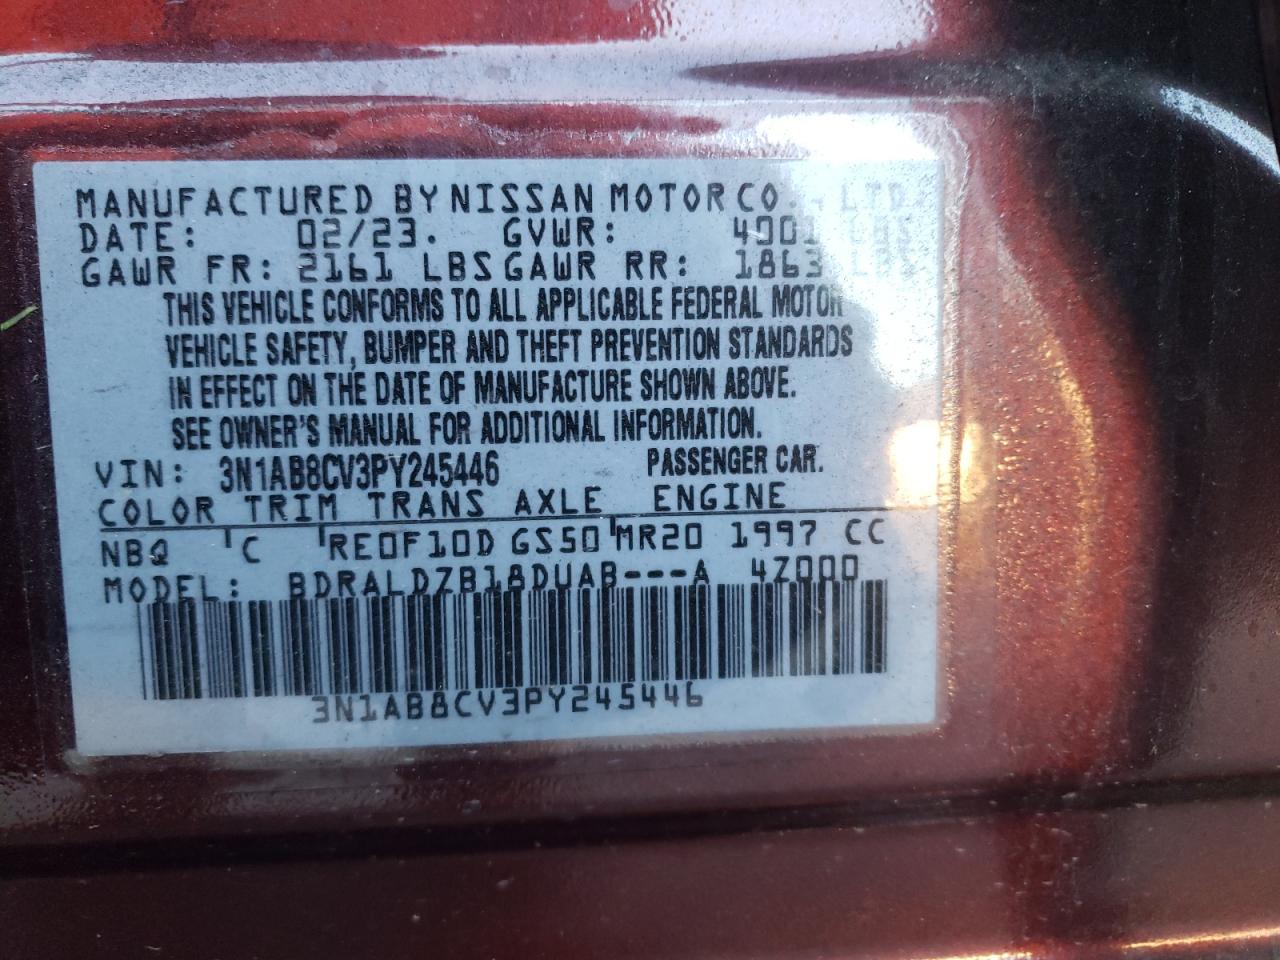 MANUFACTURED BY NISSAN MOTOR CO., LTD.
DATE: 02/23. GVWR: LBS
GAWR FR: 2161 LBS GAWR RR: 1863 LBS
THIS VEHICLE CONFORMS TO ALL APPLICABLE FEDERAL MOTOR
VEHICLE SAFETY, BUMPER AND THEFT PREVENTION STANDARDS
IN EFFECT ON THE DATE OF MANUFACTURE SHOWN ABOVE.
SEE OWNER'S MANUAL FOR ADDITIONAL INFORMATION.
VIN: 3N1AB8CV3PY245446 PASSENGER CAR.
COLOR TRIM TRANS AXLE ENGINE
NBQ C RE0F10D GS50 MR20 1997 CC
MODEL: BDRALDZB18DUAB---A 4Z000
3N1AB8CV3PY245446